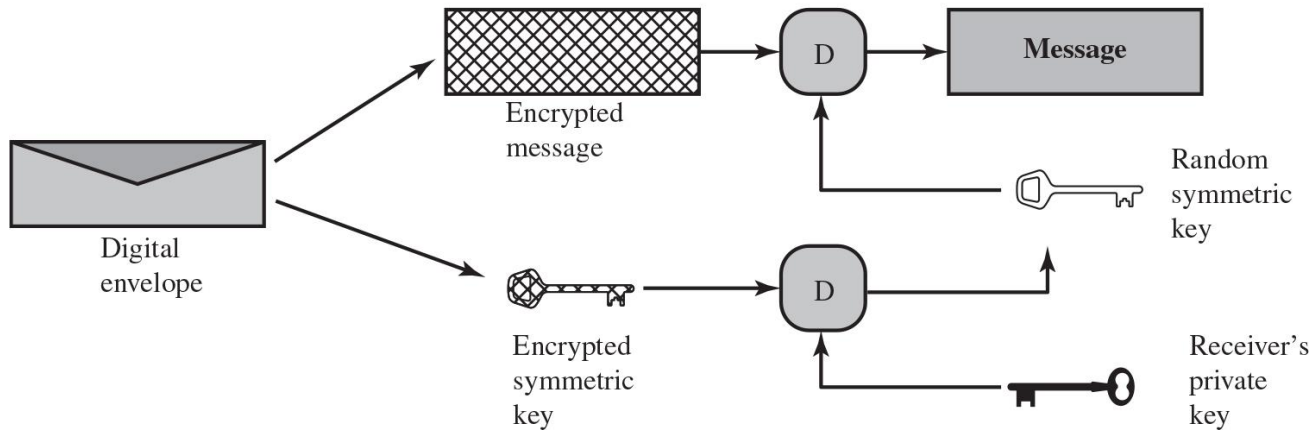 D
Message
Encrypted
message
Random
symmetric
key
Digital
envelope
D
Encrypted
symmetric
key
Receiver’s
private
key